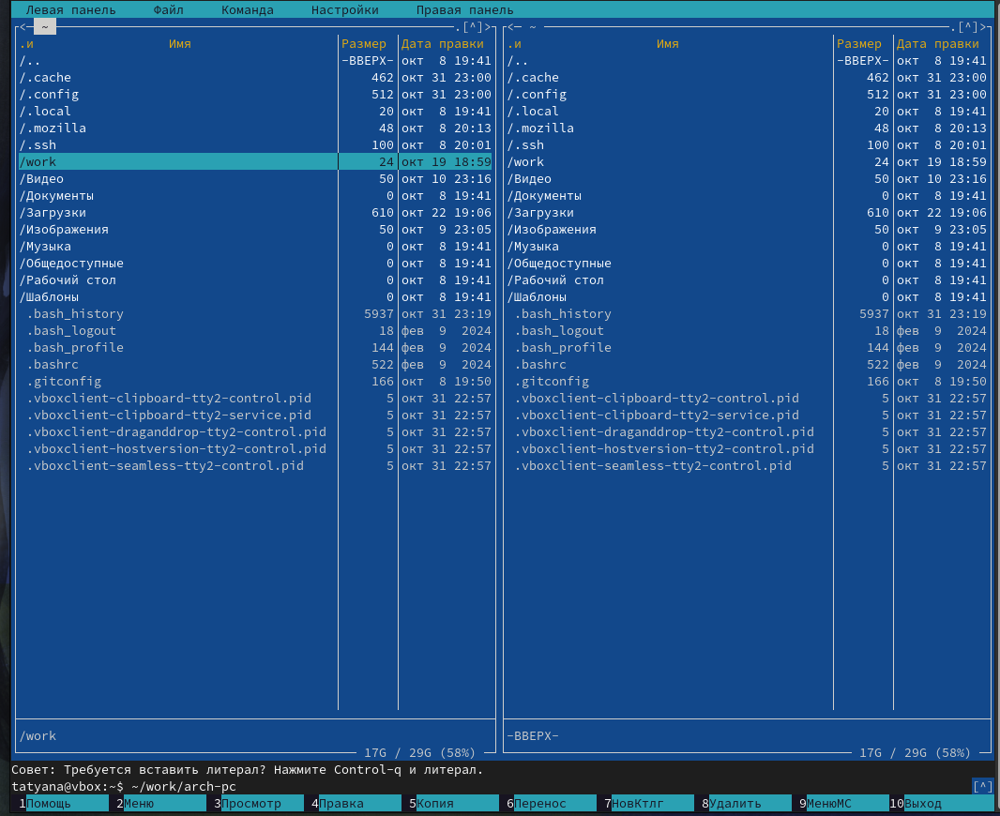 Левая панель Файл Команда Настройки Правая панель
<- ~ .[^]> <- ~ .[^]>
.и Имя Размер Дата правки .и Имя Размер Дата правки
/.. -ВВЕРХ- окт 8 19:41 /.. -ВВЕРХ- окт 8 19:41
/.cache 462 окт 31 23:00 /.cache 462 окт 31 23:00
/.config 512 окт 31 23:00 /.config 512 окт 31 23:00
/.local 20 окт 8 19:41 /.local 20 окт 8 19:41
/.mozilla 48 окт 8 20:13 /.mozilla 48 окт 8 20:13
/.ssh 100 окт 8 20:01 /.ssh 100 окт 8 20:01
/work 24 окт 19 18:59 /work 24 окт 19 18:59
/Видео 50 окт 10 23:16 /Видео 50 окт 10 23:16
/Документы 0 окт 8 19:41 /Документы 0 окт 8 19:41
/Загрузки 610 окт 22 19:06 /Загрузки 610 окт 22 19:06
/Изображения 50 окт 9 23:05 /Изображения 50 окт 9 23:05
/Музыка 0 окт 8 19:41 /Музыка 0 окт 8 19:41
/Общедоступные 0 окт 8 19:41 /Общедоступные 0 окт 8 19:41
/Рабочий стол 0 окт 8 19:41 /Рабочий стол 0 окт 8 19:41
/Шаблоны 0 окт 8 19:41 /Шаблоны 0 окт 8 19:41
.bash_history 5937 окт 31 23:19 .bash_history 5937 окт 31 23:19
.bash_logout 18 фев 9 2024 .bash_logout 18 фев 9 2024
.bash_profile 144 фев 9 2024 .bash_profile 144 фев 9 2024
.bashrc 522 фев 9 2024 .bashrc 522 фев 9 2024
.gitconfig 166 окт 8 19:50 .gitconfig 166 окт 8 19:50
.vboxclient-clipboard-tty2-control.pid 5 окт 31 22:57 .vboxclient-clipboard-tty2-control.pid 5 окт 31 22:57
.vboxclient-clipboard-tty2-service.pid 5 окт 31 22:57 .vboxclient-clipboard-tty2-service.pid 5 окт 31 22:57
.vboxclient-draganddrop-tty2-control.pid 5 окт 31 22:57 .vboxclient-draganddrop-tty2-control.pid 5 окт 31 22:57
.vboxclient-hostversion-tty2-control.pid 5 окт 31 22:57 .vboxclient-hostversion-tty2-control.pid 5 окт 31 22:57
.vboxclient-seamless-tty2-control.pid 5 окт 31 22:57 .vboxclient-seamless-tty2-control.pid 5 окт 31 22:57
/work -ВВЕРХ-
17G / 29G (58%) 17G / 29G (58%)
Совет: Требуется вставить литерал? Нажмите Control-q и литерал.
tatyana@vbox:~$ ~/work/arch-pc [^]
1Помощь 2Меню 3Просмотр 4Правка 5Копия 6Перенос 7НовКтлг 8Удалить 9МенюMC 10Выход